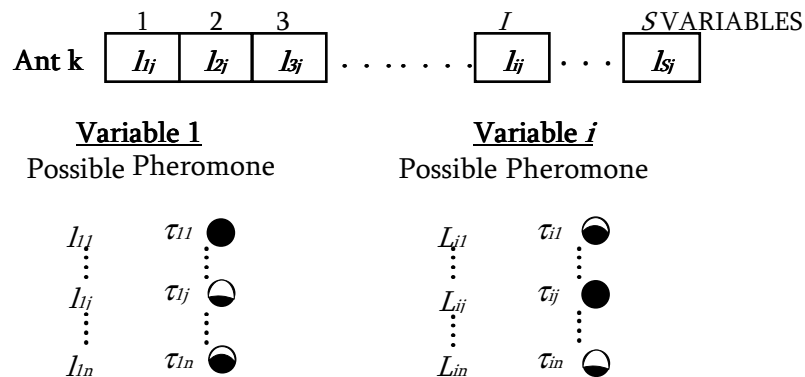 1 2 3 I S VARIABLES
Ant k l1j l2j l3j . . . . . . . . lij . . . lSj
Variable 1 Variable i
Possible Pheromone Possible Pheromone
l11 τ11 Li1 τi1
l1j τ1j Lij τij
l1n τ1n Lin τin